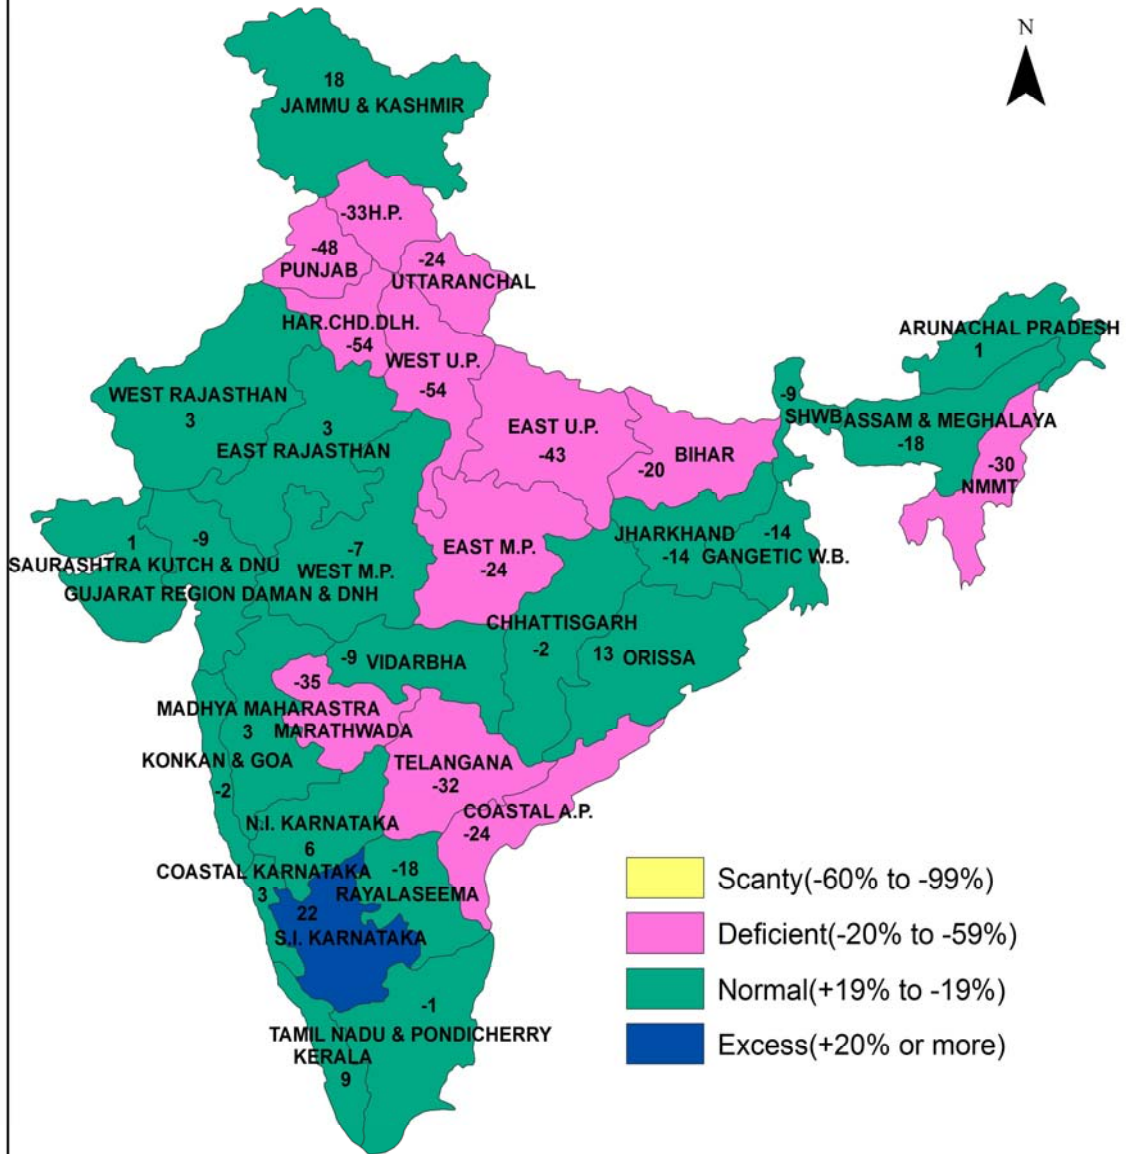 N
18
JAMMU & KASHMIR
-33H.P.
-48
PUNJAB
-24
UTTARANCHAL
HAR.CHD.DLH.
-54
WEST U.P.
-54
ARUNACHAL PRADESH
1
WEST RAJASTHAN
3
3
EAST RAJASTHAN
EAST U.P.
-43
BIHAR
-20
-9
SHWB
ASSAM & MEGHALAYA
-18
-30
NMMT
1
SAURASHTRA KUTCH & DNU
-9
GUJARAT REGION DAMAN & DNH
-7
WEST M.P.
EAST M.P.
-24
JHARKHAND
-14
-14
GANGETIC W.B.
CHHATTISGARH
-2
13 ORISSA
-9 VIDARBHA
-35
MADHYA MAHARASTRA
3
MARATHWADA
KONKAN & GOA
-2
TELANGANA
-32
COASTAL A.P.
-24
N.I. KARNATAKA
6
COASTAL KARNATAKA
3
-18
RAYALASEEMA
22
S.I. KARNATAKA
-1
TAMIL NADU & PONDICHERRY
KERALA
9
Scanty(-60% to -99%)
Deficient(-20% to -59%)
Normal(+19% to -19%)
Excess(+20% or more)